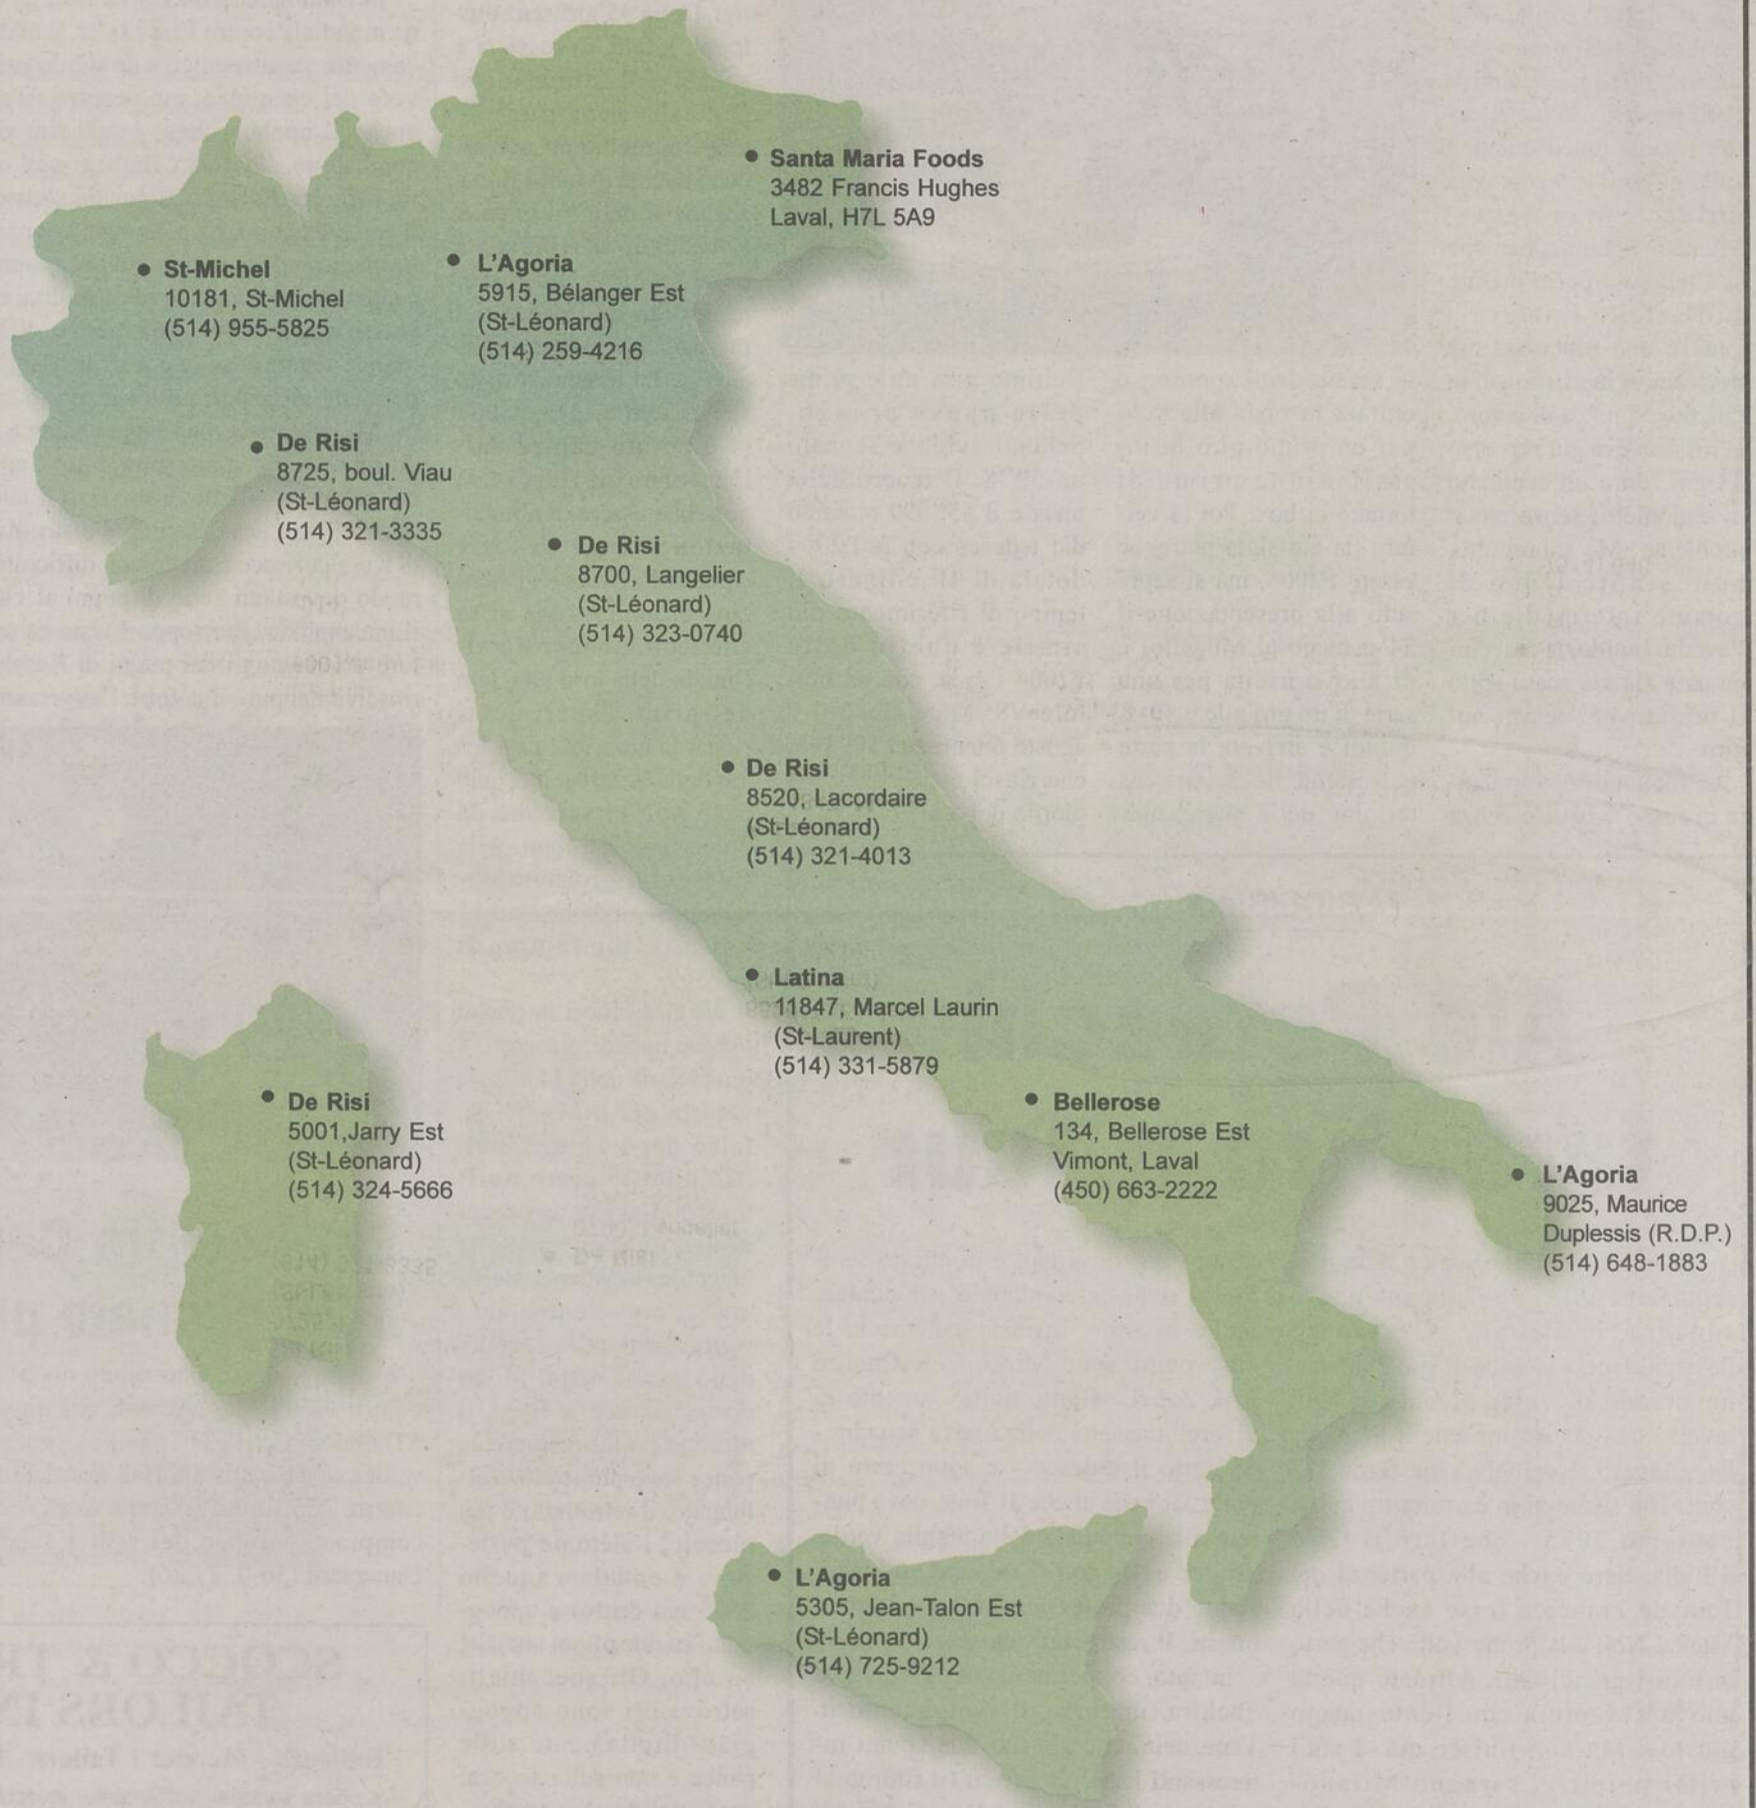 Santa Maria Foods
3482 Francis Hughes
Laval, H7L 5A9
St-Michel
10181, St-Michel
(514) 955-5825
L'Agoria
5915, Bélanger Est
(St-Léonard)
(514) 259-4216
De Risi
8725, boul. Viau
(St-Léonard)
(514) 321-3335
De Risi
8700, Langelier
(St-Léonard)
(514) 323-0740
De Risi
8520, Lacordaire
(St-Léonard)
(514) 321-4013
Latina
11847, Marcel Laurin
(St-Laurent)
(514) 331-5879
De Risi
5001,Jarry Est
(St-Léonard)
(514) 324-5666
Bellerose
134, Bellerose Est
Vimont, Laval
(450) 663-2222
L'Agoria
9025, Maurice
Duplessis (R.D.P.)
(514) 648-1883
L'Agoria
5305, Jean-Talon Est
(St-Léonard)
(514) 725-9212